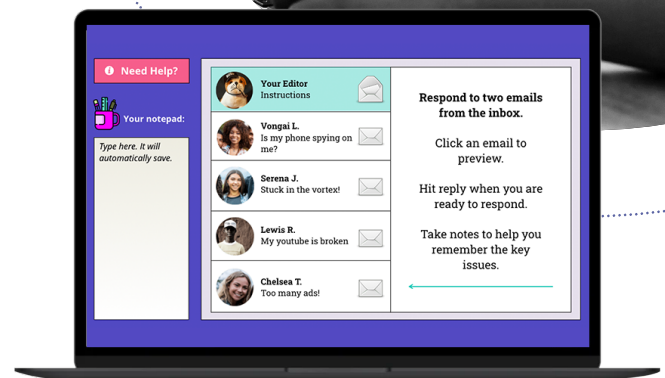 Need Help?
Your notepad:
Type here. It will
automatically save.
Your Editor
Instructions
Vongai L.
Is my phone spying on
me?
Serena J.
Stuck in the vortex!
Lewis R.
My youtube is broken
Chelsea T.
Too many ads!
Respond to two emails
from the inbox.
Click an email to
preview.
Hit reply when you are
ready to respond.
Take notes to help you
remember the key
issues.